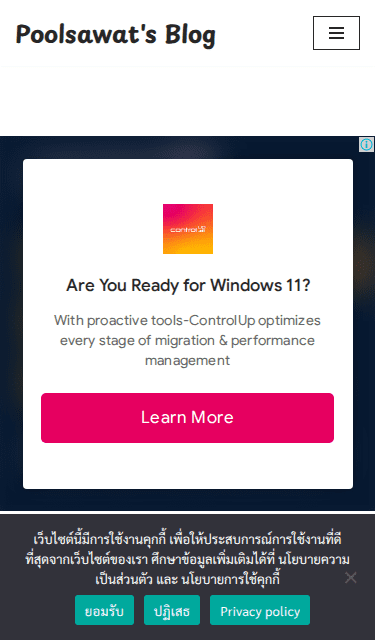 Poolsawat's Blog
Are You Ready for Windows 11?
With proactive tools-ControlUp optimizes
every stage of migration & performance
management
Learn More
เว็บไซต์นี้มีการใช้งานคุกกี้ เพื่อให้ประสบการณ์การใช้งานที่ดี
ที่สุดจากเว็บไซต์ของเรา ศึกษาข้อมูลเพิ่มเติมได้ที่ นโยบายความ
เป็นส่วนตัว และ นโยบายการใช้คุกกี้
ยอมรับ
ปฏิเสธ
Privacy policy